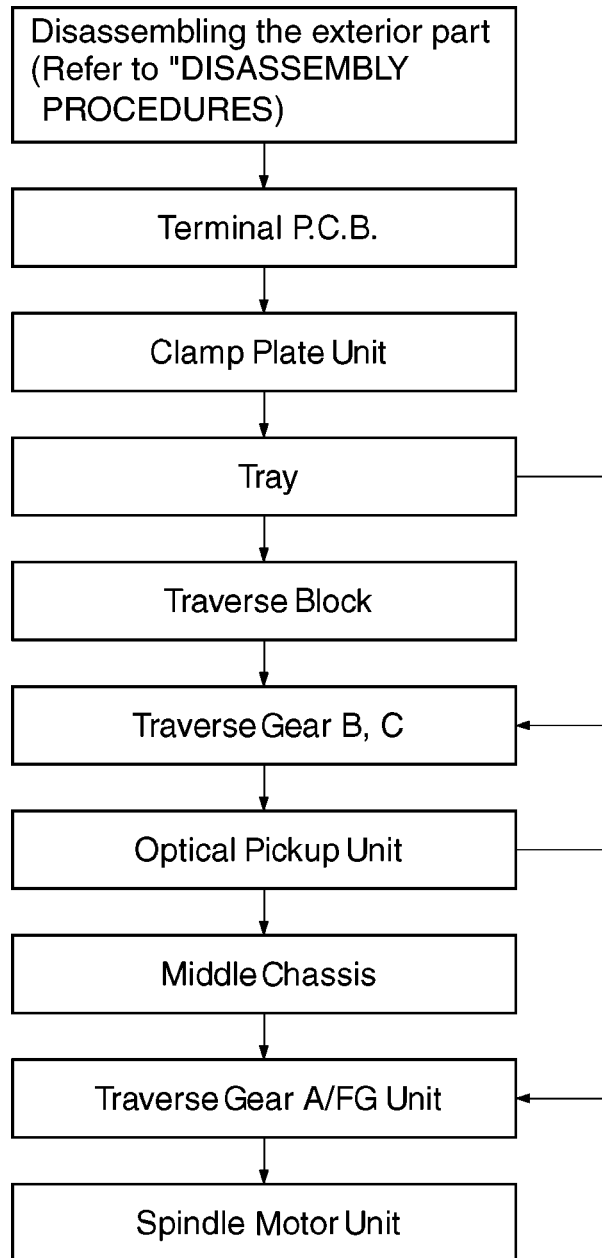 Disassembling the exterior part
(Refer to "DISASSEMBLY
PROCEDURES)
Terminal P.C.B.
Clamp Plate Unit
Tray
Traverse Block
Traverse Gear B, C
Optical Pickup Unit
Middle Chassis
Traverse Gear A/FG Unit
Spindle Motor Unit